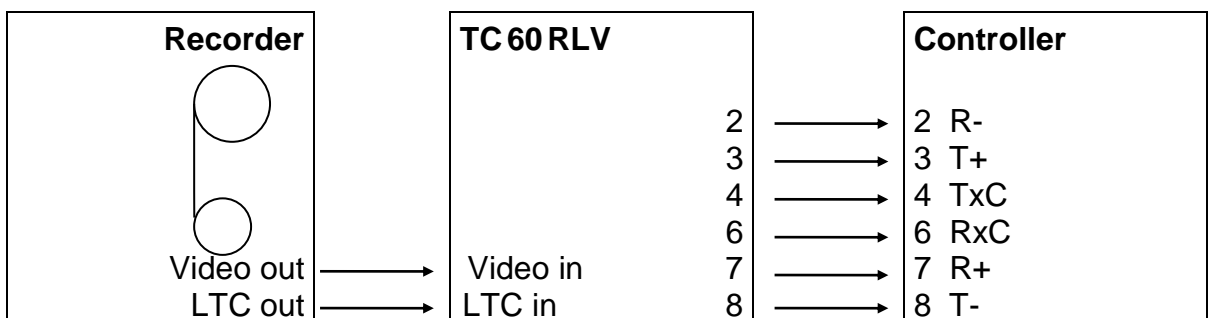 Recorder TC 60 RLV Controller
2 2 R-
3 3 T+
4 4 TxC
6 6 RxC
Video out Video in 7 7 R+
LTC out LTC in 8 8 T-